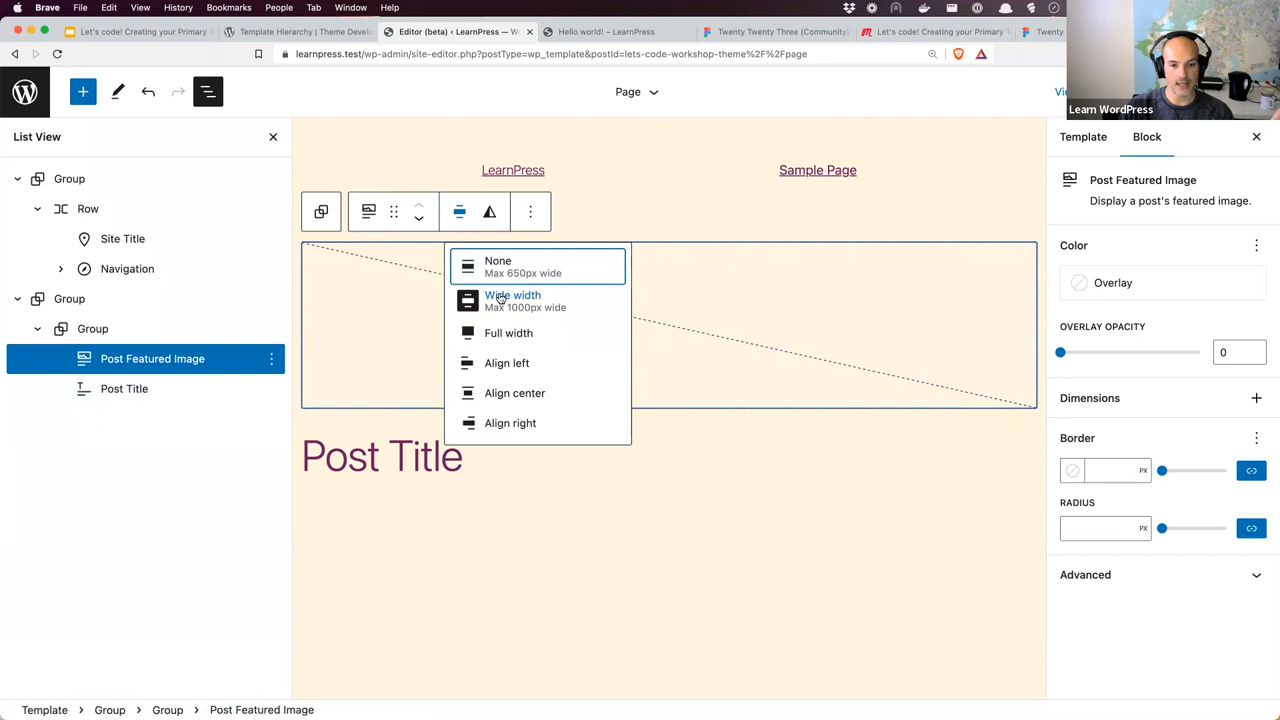 Brave File Edit View History Bookmarks People Tab Window Help
Let's code! Creating your Primary T
Template Hierarchy | Theme Develo
Editor (beta) ‹ LearnPress — Wo
Hello world! – LearnPress
Twenty Twenty Three (Community)
Let's code! Creating your Primary T
Twenty
learnpress.test/wp-admin/site-editor.php?postType=wp_template&postId=lets-code-workshop-theme%2F%2Fpage
Page
Learn WordPress
List View
Template
Block
Group
Row
Site Title
Navigation
Group
Group
Post Featured Image
Post Title
LearnPress
Sample Page
None
Max 650px wide
Wide width
Max 1000px wide
Full width
Align left
Align center
Align right
Post Title
Post Featured Image
Display a post's featured image.
Color
Overlay
OVERLAY OPACITY
0
Dimensions
Border
PX
RADIUS
PX
Advanced
Template > Group > Group > Post Featured Image